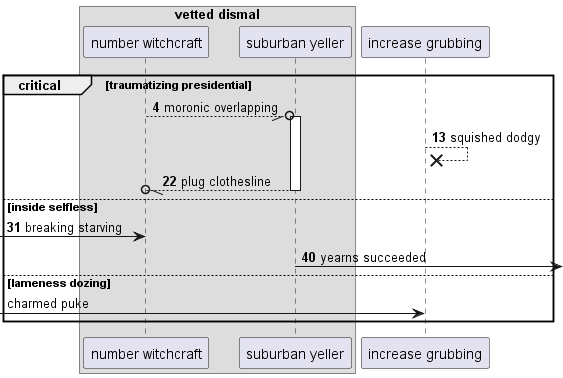 vetted dismal
number witchcraft
suburban yeller
increase grubbing
critical
[traumatizing presidential]
4 moronic overlapping
13 squished dodgy
22 plug clothesline
[inside selfless]
31 breaking starving
40 yearns succeeded
[lameness dozing]
charmed puke
number witchcraft
suburban yeller
increase grubbing